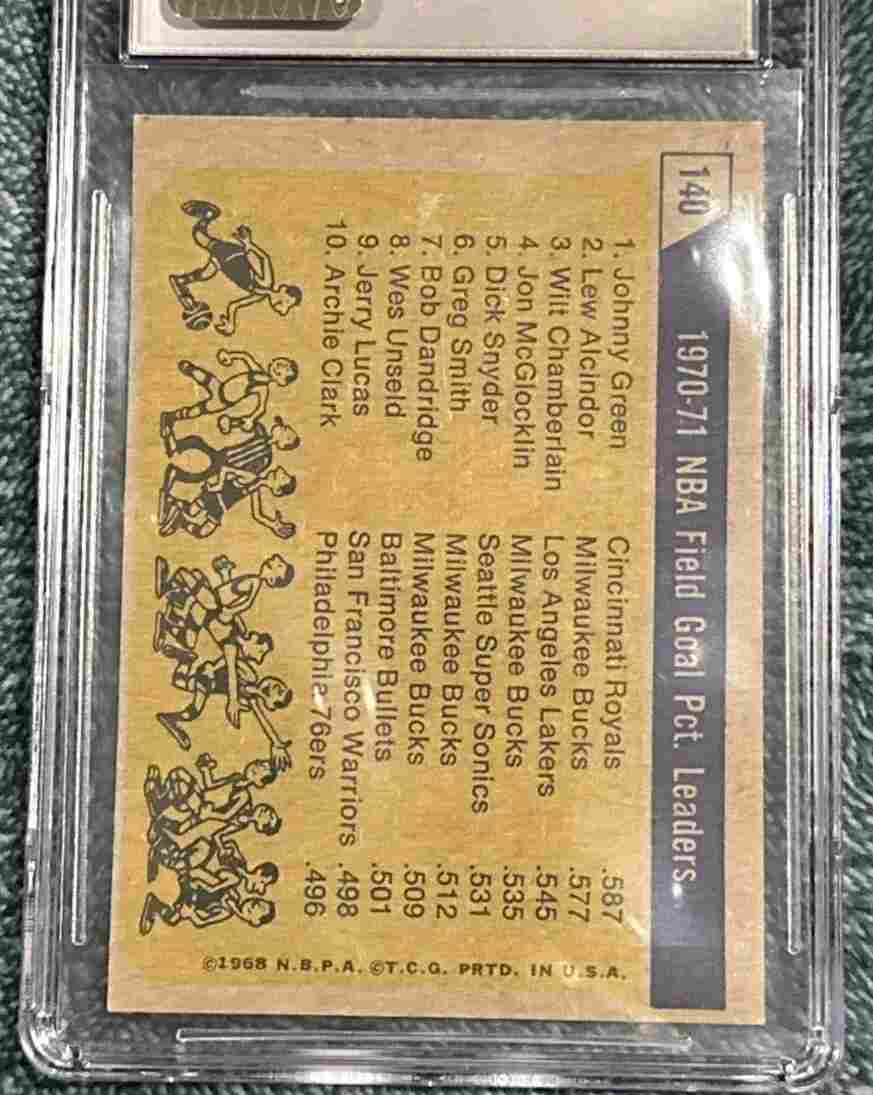 140
1970-71 NBA Field Goal Pct. Leaders
1. Johnny Green Cincinnati Royals .587
2. Lew Alcindor Milwaukee Bucks .577
3. Wilt Chamberlain Los Angeles Lakers .545
4. Jon McGlocklin Milwaukee Bucks .535
5. Dick Snyder Seattle Super Sonics .531
6. Greg Smith Milwaukee Bucks .512
7. Bob Dandridge Milwaukee Bucks .509
8. Wes Unseld Baltimore Bullets .501
9. Jerry Lucas San Francisco Warriors .498
10. Archie Clark Philadelphia 76ers .496
©1968 N.B.P.A. ©T.C.G. PRTD. IN U.S.A.